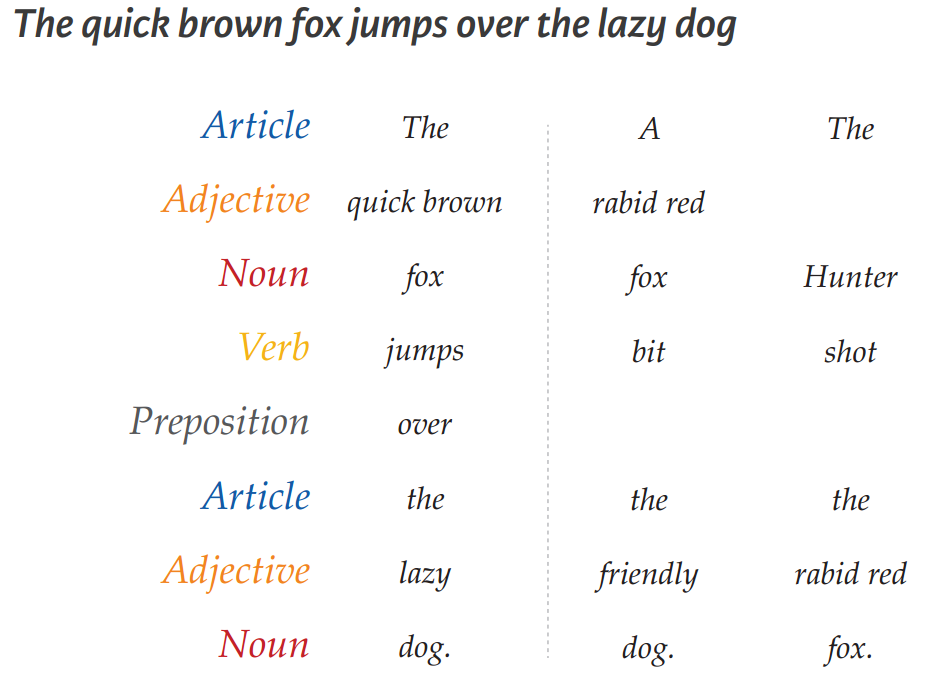 The quick brown fox jumps over the lazy dog
Article The A The
Adjective quick brown rabid red
Noun fox fox Hunter
Verb jumps bit shot
Preposition over
Article the the the
Adjective lazy friendly rabid red
Noun dog. dog. fox.